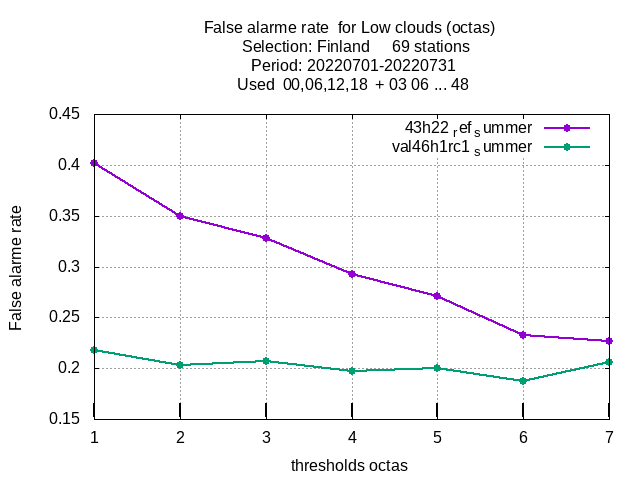 False alarme rate  for Low clouds (octas)
Selection: Finland     69 stations
Period: 20220701-20220731
Used  00,06,12,18  + 03 06 ... 48
43h22 ref summer
val46h1rc1 summer
0.45
0.4
0.35
0.3
0.25
0.2
0.15
False alarme rate
1 2 3 4 5 6 7
thresholds octas